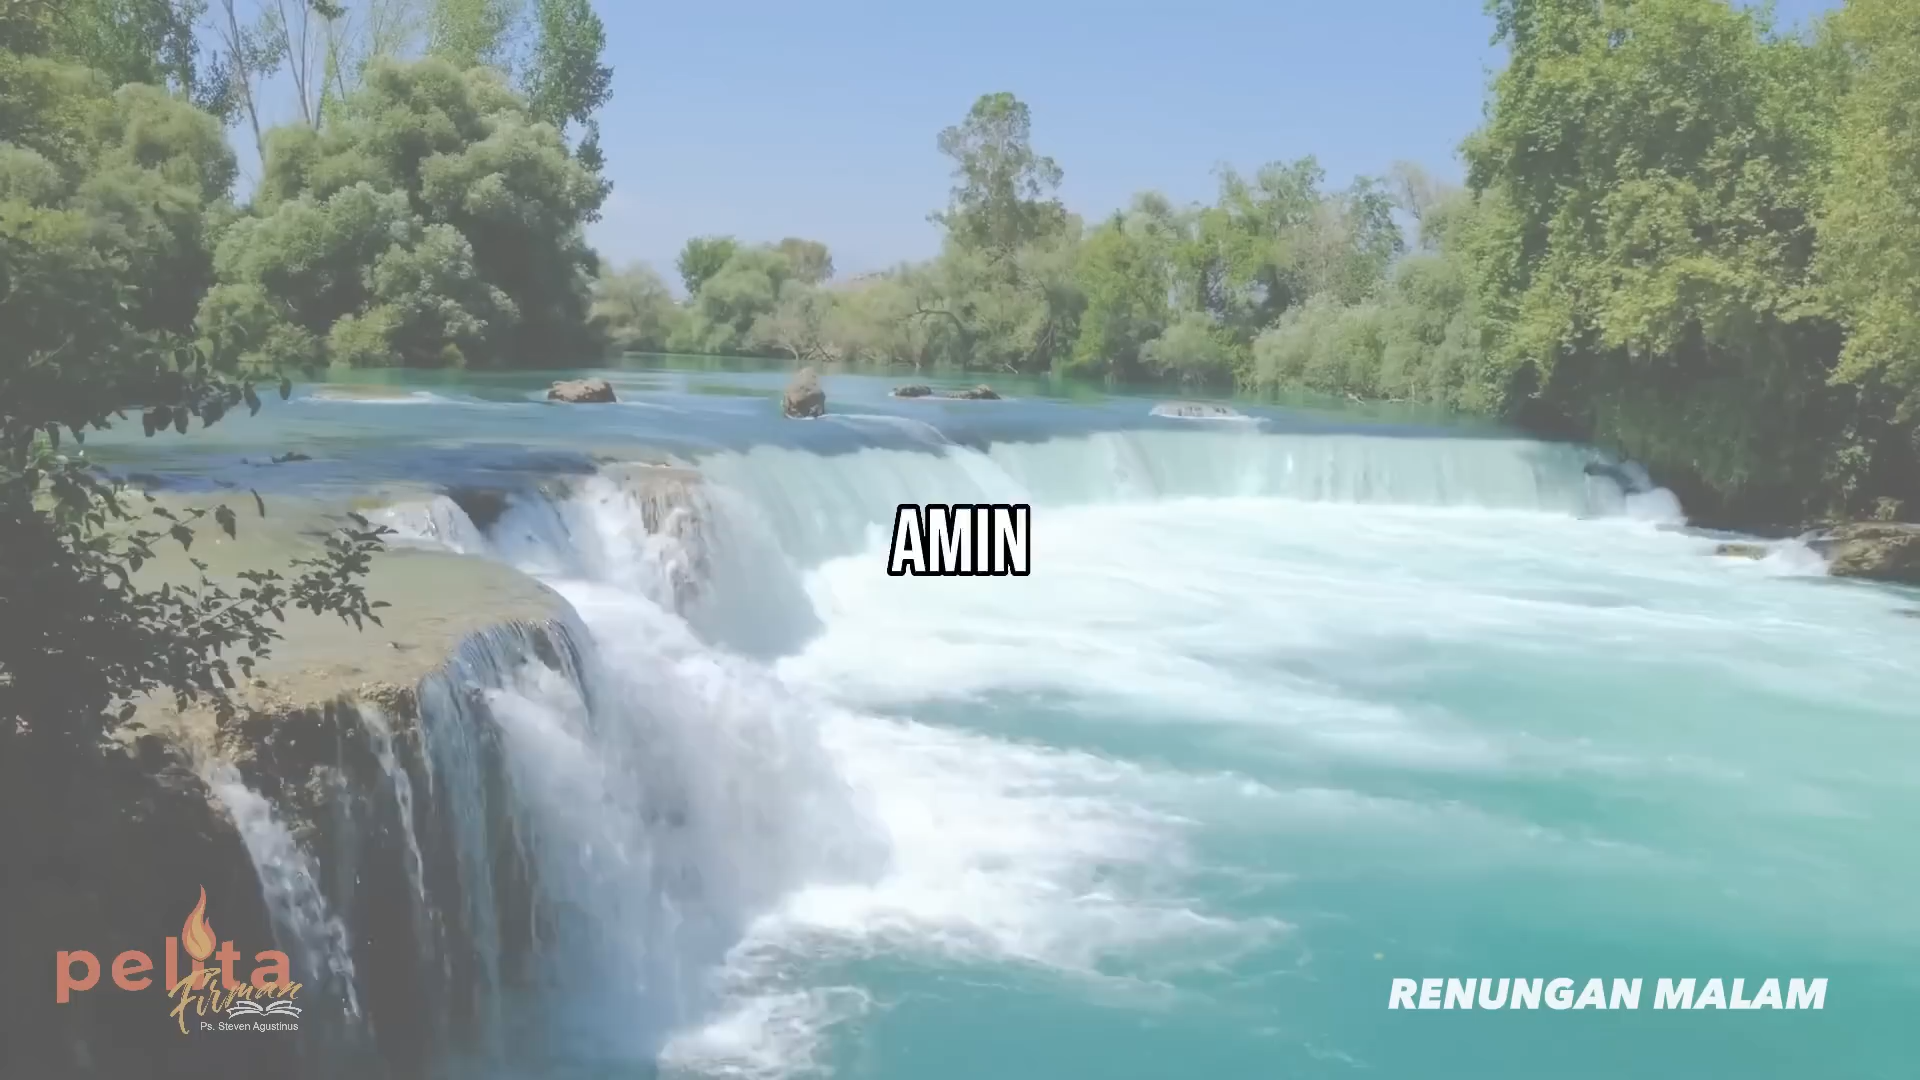 AMIN
pelita
Firman
Ps. Steven Agustinus
RENUNGAN MALAM